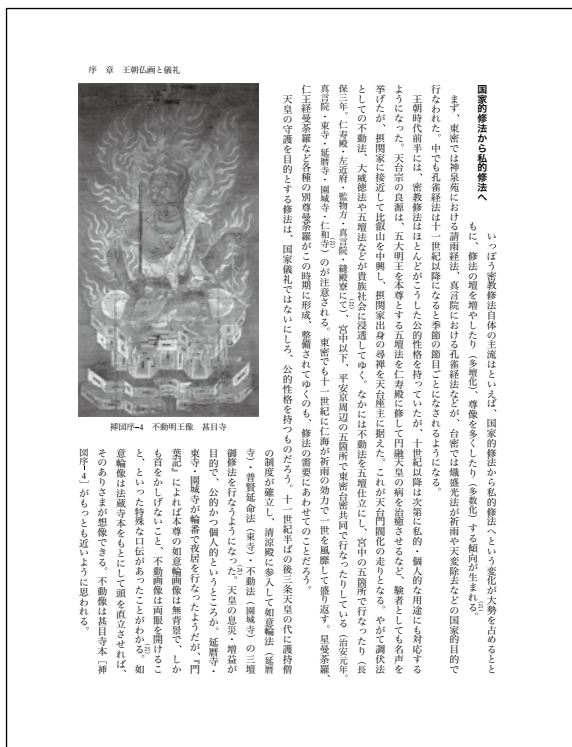 序　章　王朝仏画と儀礼
国家的修法から私的修法へ
いっぽう密教修法自体の主流はといえば、国家的修法から私的修法へという変化が大勢を占めるとと
もに、修法の壇を増やしたり（多壇化）、尊像を多くしたり（多数化）する傾向が生まれる。(21)
まず、東密では神泉苑における請雨経法、真言院における孔雀経法などが、台密では熾盛光法が祈雨や天変除去などの国家的目的で
行なわれた。中でも孔雀経法は十一世紀以降になると季節の節目ごとになされるようになる。
王朝時代前半には、密教修法はほとんどがこうした公的性格を持っていたが、十世紀以降は次第に私的・個人的な用途にも対応する
ようになった。天台宗の良源は、五大明王を本尊とする五壇法を仁寿殿に修して円融天皇の病を治癒させるなど、験者としても名声を
挙げたが、摂関家に接近して比叡山を中興し、摂関家出身の尋禅を天台座主に据えた。これが天台門閥化の走りとなる。やがて調伏法
としての不動法、大威徳法や五壇法などが貴族社会に浸透してゆく。(22)なかには不動法を五壇仕立にし、宮中の五箇所で行なったり（長
保三年。仁寿殿・左近府・監物方・真言院・縫殿寮にて）、宮中以下、平安京周辺の五箇所で東密台密共同で行なったりしている（治安元年。
真言院・東寺・延暦寺・園城寺・仁和寺）(23)のが注意される。東密でも十一世紀に仁海が祈雨の効力で一世を風靡して盛り返す。星曼荼羅、
仁王経曼荼羅など各種の別尊曼荼羅がこの時期に形成、整備されてゆくのも、修法の需要にあわせてのことだろう。
天皇の守護を目的とする修法は、国家儀礼ではないにしろ、公的性格を持つものだろう。十一世紀半ばの後三条天皇の代に護持僧
の制度が確立し、清涼殿に参入して如意輪法（延暦
寺）・普賢延命法（東寺）・不動法（園城寺）の三壇
御修法を行なうようになった。(24)天皇の息災・増益が
目的で、公的かつ個人的というところか。延暦寺・
東寺・園城寺が輪番で夜居を行なったようだが、『門
葉記』によれば本尊の如意輪画像は無背景で、しか
も首をかしげないこと、不動画像は両眼を開けるこ
と、といった特殊な口伝があったことがわかる。(25)如
意輪像は法蔵寺本をもとにして頭を直立させれば、
そのありさまが想像できる。不動像は甚目寺本［挿
図序-4］がもっとも近いように思われる。
挿図序-4　不動明王像　甚目寺